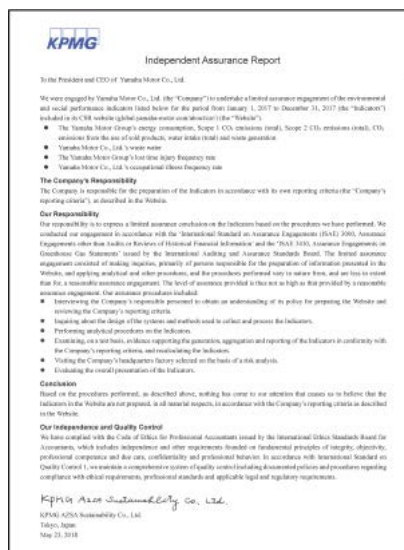 KPMG
Independent Assurance Report
To the President and CEO of Yamaha Motor Co., Ltd.
We were engaged by Yamaha Motor Co., Ltd. (the "Company") to undertake a limited assurance engagement of the environmental
and social performance indicators listed below for the period from January 1, 2017 to December 31, 2017 (the "Indicators")
included in its CSR website (global.yamaha-motor.com/about/csr/) (the "Website").
● The Yamaha Motor Group's energy consumption, Scope 1 CO₂ emissions (total), Scope 2 CO₂ emissions (total), CO₂
emissions from the use of sold products, water intake (total) and waste generation
● Yamaha Motor Co., Ltd.'s waste water
● The Yamaha Motor Group's lost time injury frequency rate
● Yamaha Motor Co., Ltd.'s occupational illness frequency rate
The Company's Responsibility
The Company is responsible for the preparation of the Indicators in accordance with its own reporting criteria (the "Company's
reporting criteria"), as described in the Website.
Our Responsibility
Our responsibility is to express a limited assurance conclusion on the Indicators based on the procedures we have performed. We
conducted our engagement in accordance with the "International Standard on Assurance Engagements (ISAE) 3000, Assurance
Engagements other than Audits or Reviews of Historical Financial Information" and the "ISAE 3410, Assurance Engagements on
Greenhouse Gas Statements" issued by the International Auditing and Assurance Standards Board. The limited assurance
engagement consisted of making inquiries, primarily of persons responsible for the preparation of information presented in the
Website, and applying analytical and other procedures, and the procedures performed vary in nature from, and are less in extent
than for, a reasonable assurance engagement. The level of assurance provided is thus not as high as that provided by a reasonable
assurance engagement. Our assurance procedures included:
● Interviewing the Company's responsible personnel to obtain an understanding of its policy for preparing the Website and
reviewing the Company's reporting criteria.
● Inquiring about the design of the systems and methods used to collect and process the Indicators.
● Performing analytical procedures on the Indicators.
● Examining, on a test basis, evidence supporting the generation, aggregation and reporting of the Indicators in conformity with
the Company's reporting criteria, and recalculating the Indicators.
● Visiting the Company's headquarters factory selected on the basis of a risk analysis.
● Evaluating the overall presentation of the Indicators.
Conclusion
Based on the procedures performed, as described above, nothing has come to our attention that causes us to believe that the
Indicators in the Website are not prepared, in all material respects, in accordance with the Company's reporting criteria as described
in the Website.
Our Independence and Quality Control
We have complied with the Code of Ethics for Professional Accountants issued by the International Ethics Standards Board for
Accountants, which includes independence and other requirements founded on fundamental principles of integrity, objectivity,
professional competence and due care, confidentiality and professional behavior. In accordance with International Standard on
Quality Control 1, we maintain a comprehensive system of quality control including documented policies and procedures regarding
compliance with ethical requirements, professional standards and applicable legal and regulatory requirements.
KPMG AZSA Sustainability Co., Ltd.
KPMG AZSA Sustainability Co., Ltd.
Tokyo, Japan
May 23, 2018